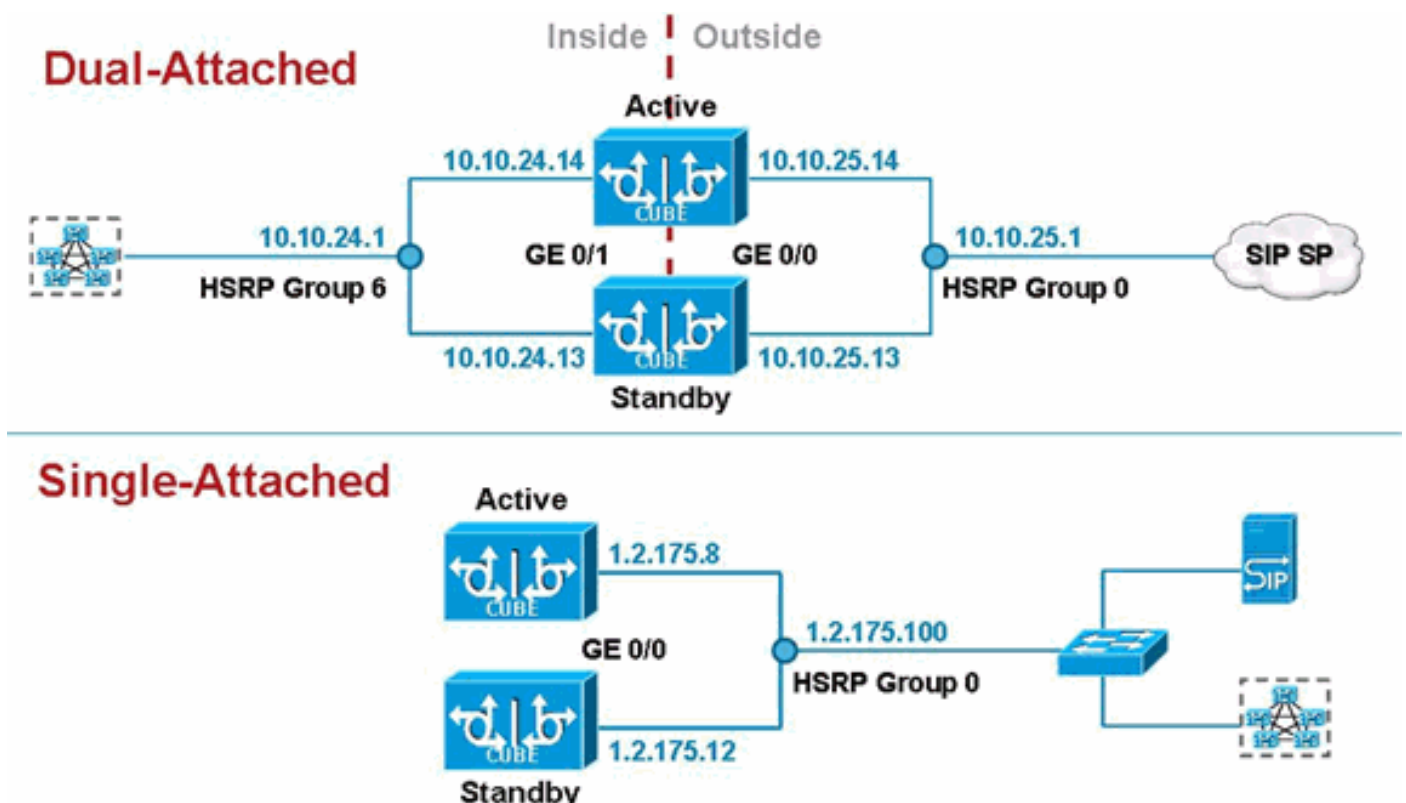 Inside Outside
Dual-Attached
Active
10.10.24.14 10.10.25.14
CUBE
10.10.24.1 10.10.25.1
GE 0/1 GE 0/0
SIP SP
HSRP Group 6 HSRP Group 0
10.10.24.13 10.10.25.13
CUBE
Standby
Single-Attached
Active
1.2.175.8
CUBE
SIP
GE 0/0
1.2.175.100
HSRP Group 0
1.2.175.12
CUBE
Standby